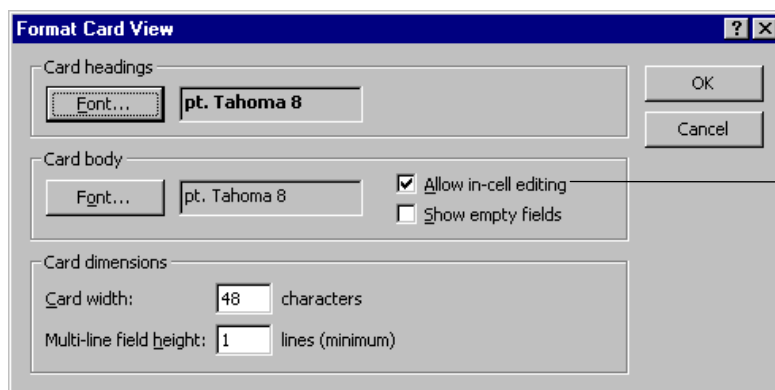 Format Card View
Card headings
Font...
pt. Tahoma 8
OK
Cancel
Card body
Font...
pt. Tahoma 8
Allow in-cell editing
Show empty fields
Card dimensions
Card width: 48 characters
Multi-line field height: 1 lines (minimum)